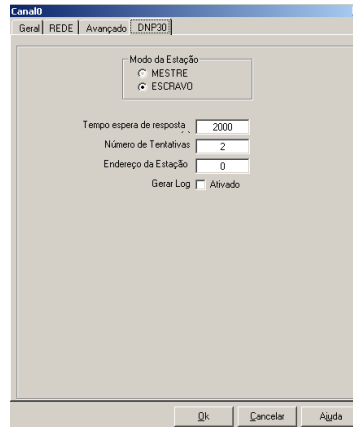 Canal0
Geral REDE Avançado DNP30
Modo da Estação
MESTRE
ESCRAVO
Tempo espera de resposta 2000
Número de Tentativas 2
Endereço da Estação 0
Gerar Log Ativado
Ok Cancelar Ajuda